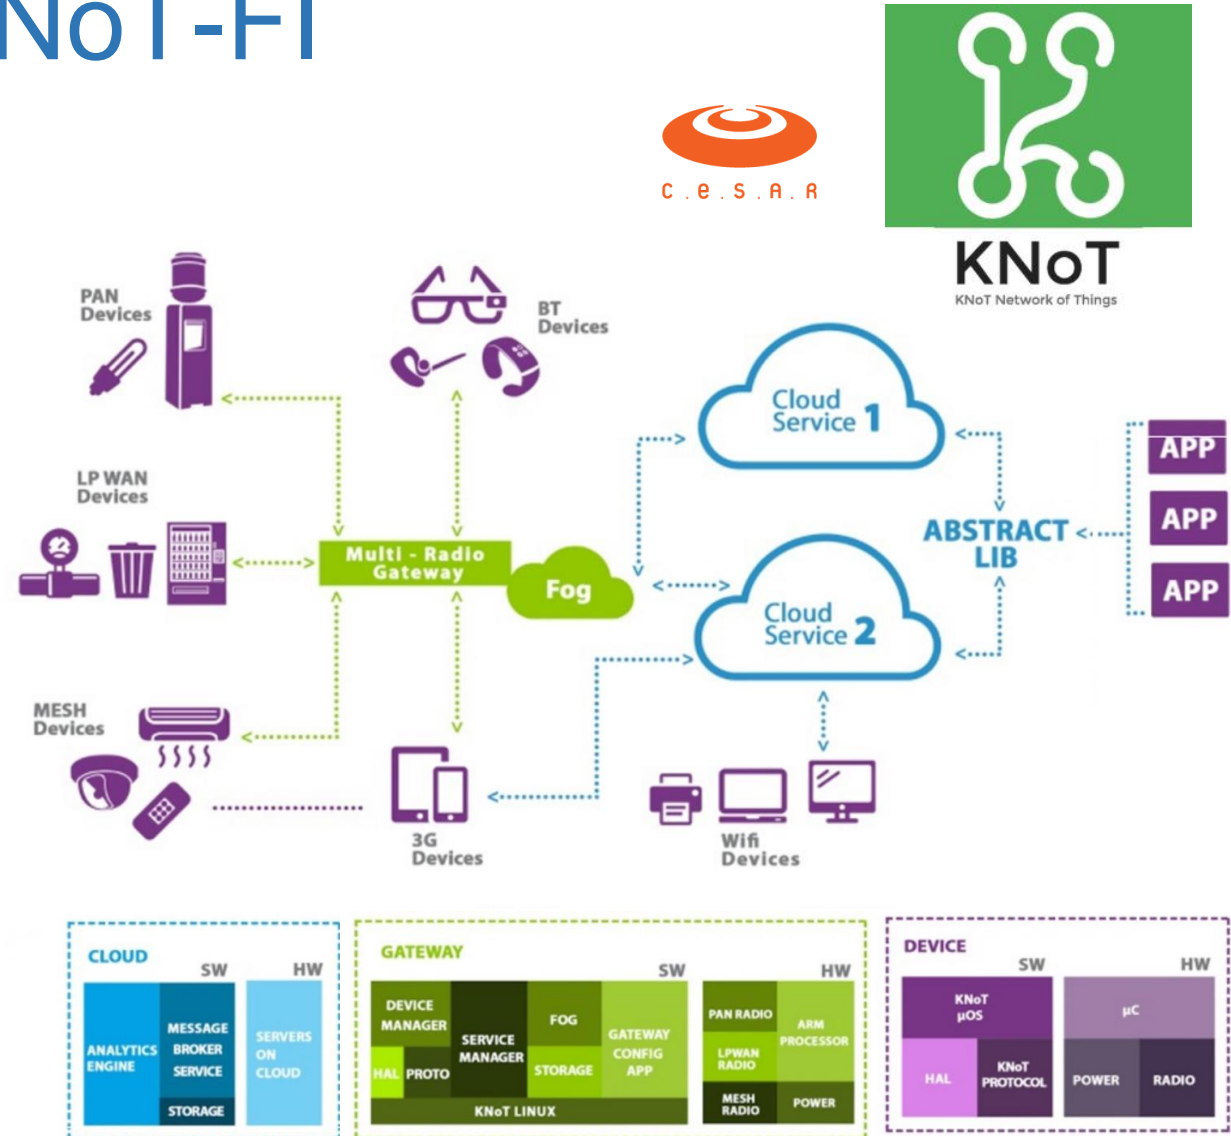 NoT-FI
c.e.s.a.r
KNoT
KNoT Network of Things
PAN
Devices
BT
Devices
Cloud
Service 1
APP
LP WAN
Devices
APP
ABSTRACT
LIB
Multi - Radio
Gateway
Fog
APP
Cloud
Service 2
MESH
Devices
3G
Devices
Wifi
Devices
CLOUD
SW
HW
ANALYTICS
ENGINE
MESSAGE
BROKER
SERVICE
STORAGE
SERVERS
ON
CLOUD
GATEWAY
SW
HW
DEVICE
MANAGER
HAL
PROTO
SERVICE
MANAGER
FOG
STORAGE
GATEWAY
CONFIG
APP
KNoT LINUX
PAN RADIO
LPWAN
RADIO
MESH
RADIO
ARM
PROCESSOR
POWER
DEVICE
SW
HW
KNoT
µOS
HAL
KNoT
PROTOCOL
µC
POWER
RADIO